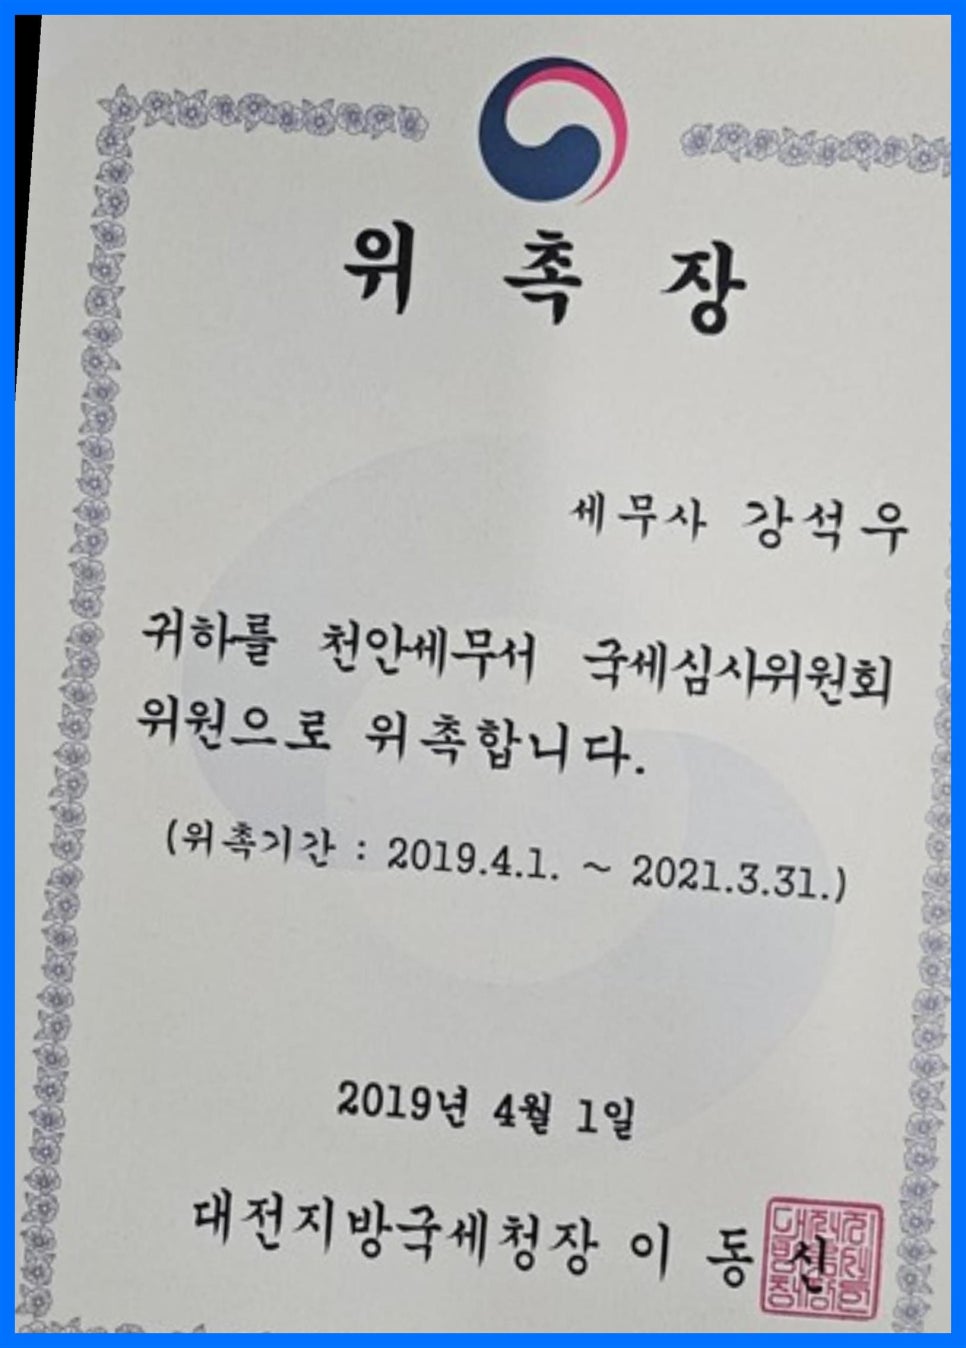 위 촉 장
세무사 강석우
귀하를 천안세무서 국세심사위원회
위원으로 위촉합니다.
(위촉기간 : 2019.4.1. ~ 2021.3.31.)
2019년 4월 1일
대전지방국세청장 이 동 신